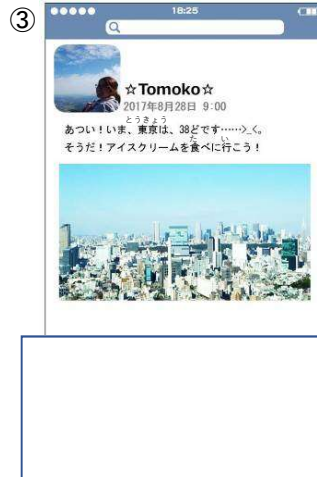 ③
18:25
☆Tomoko☆
2017年8月28日 9:00
とうきょう
あつい！いま、東京は、38どです……>_<。
た い
そうだ！アイスクリームを食べに行こう！